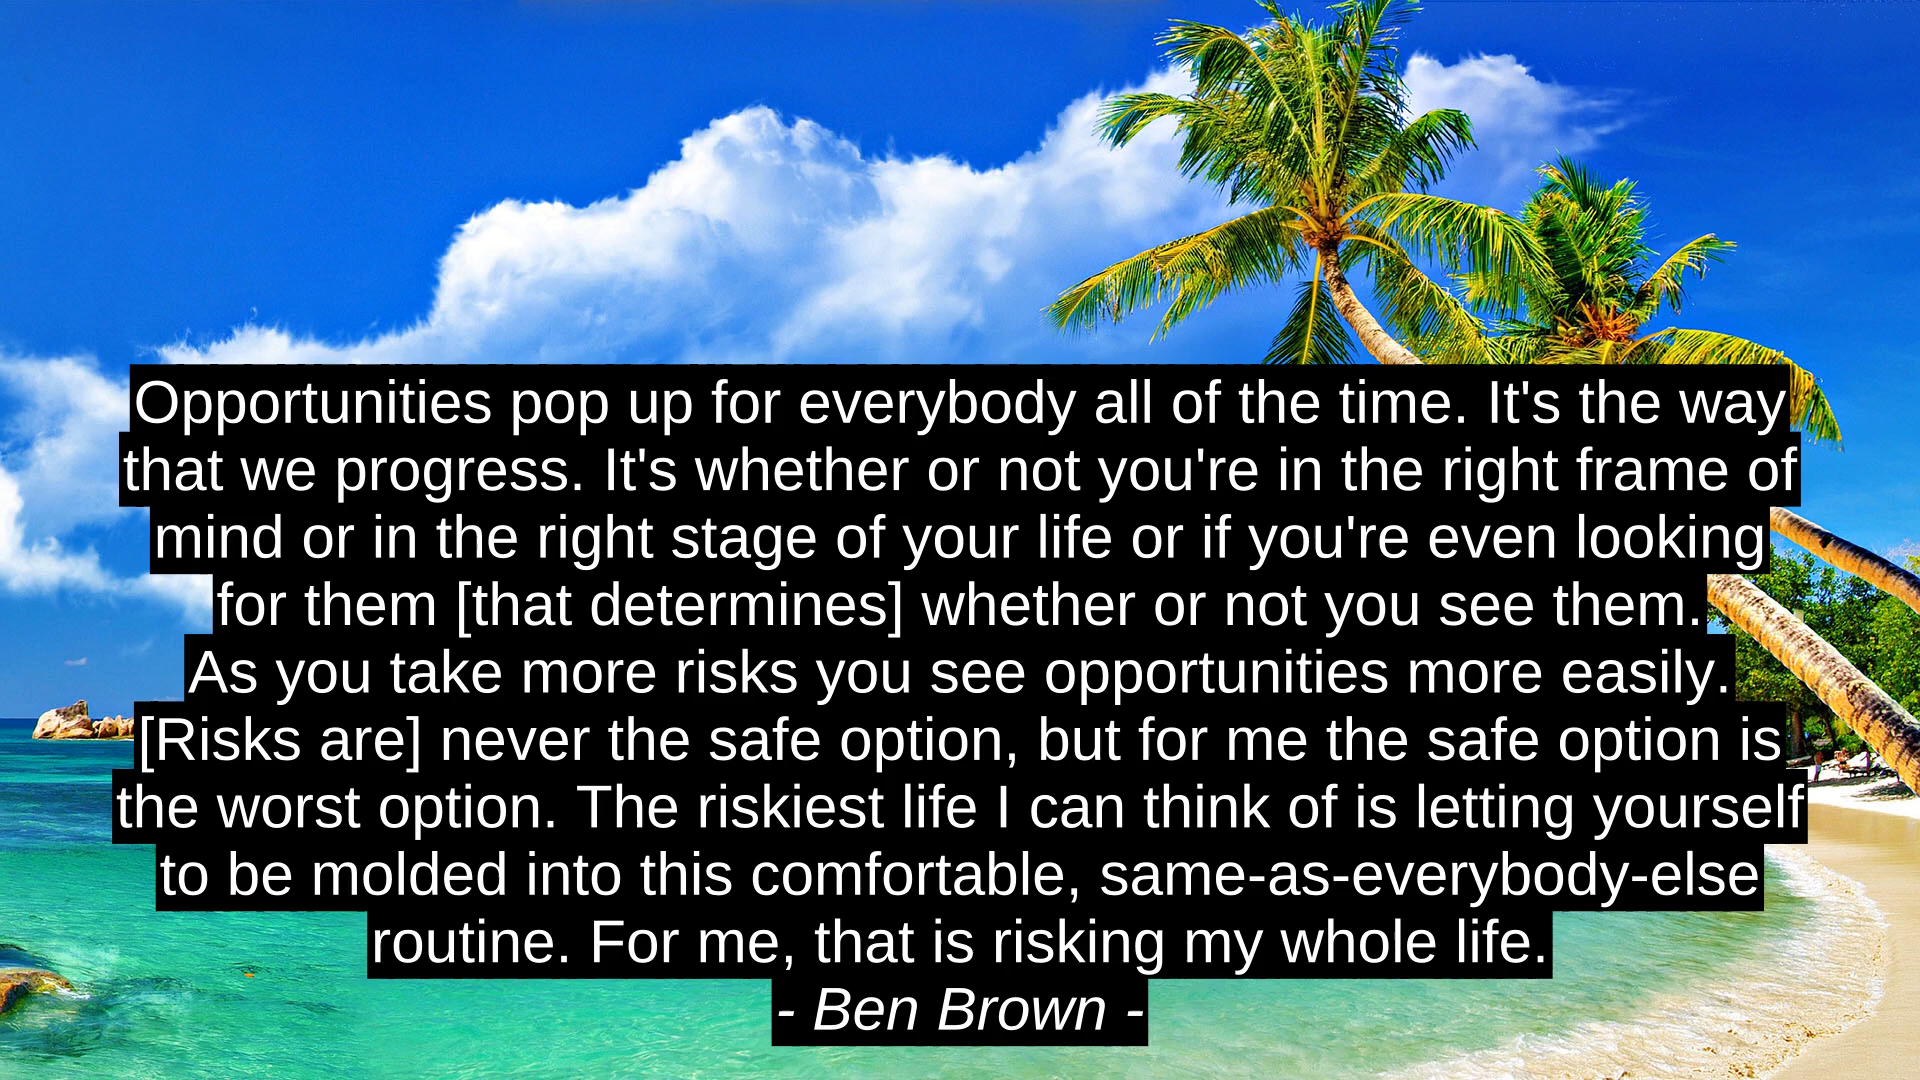 Opportunities pop up for everybody all of the time. It's the way
that we progress. It's whether or not you're in the right frame of
mind or in the right stage of your life or if you're even looking
for them [that determines] whether or not you see them.
As you take more risks you see opportunities more easily.
[Risks are] never the safe option, but for me the safe option is
the worst option. The riskiest life I can think of is letting yourself
to be molded into this comfortable, same-as-everybody-else
routine. For me, that is risking my whole life.
- Ben Brown -